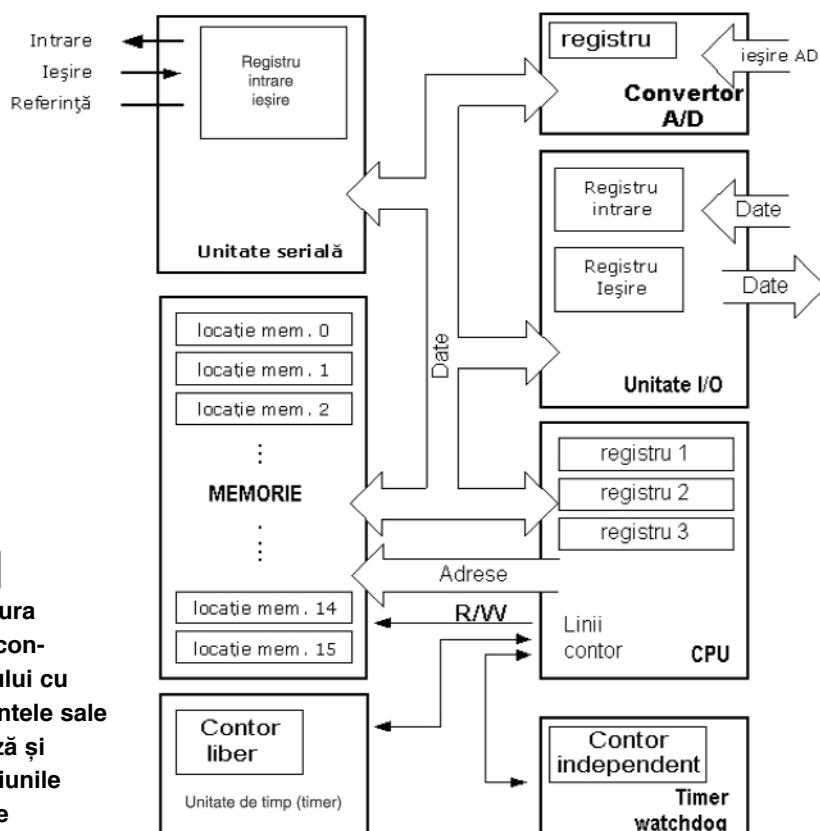 Intrare
Ieşire
Referinţă
Registru
intrare
ieșire
Unitate serială
registru
ieşire AD
Convertor
A/D
Registru
intrare
Date
Registru
Ieşire
Date
Unitate I/O
Date
locaţie mem. 0
locaţie mem. 1
locaţie mem. 2
MEMORIE
locaţie mem. 14
locaţie mem. 15
registru 1
registru 2
registru 3
Adrese
R/W
Linii
contor
CPU
Contor
liber
Unitate de timp (timer)
Contor
independent
Timer
watchdog
ura
con-
ului cu
ntele sale
ză și
iunile
e